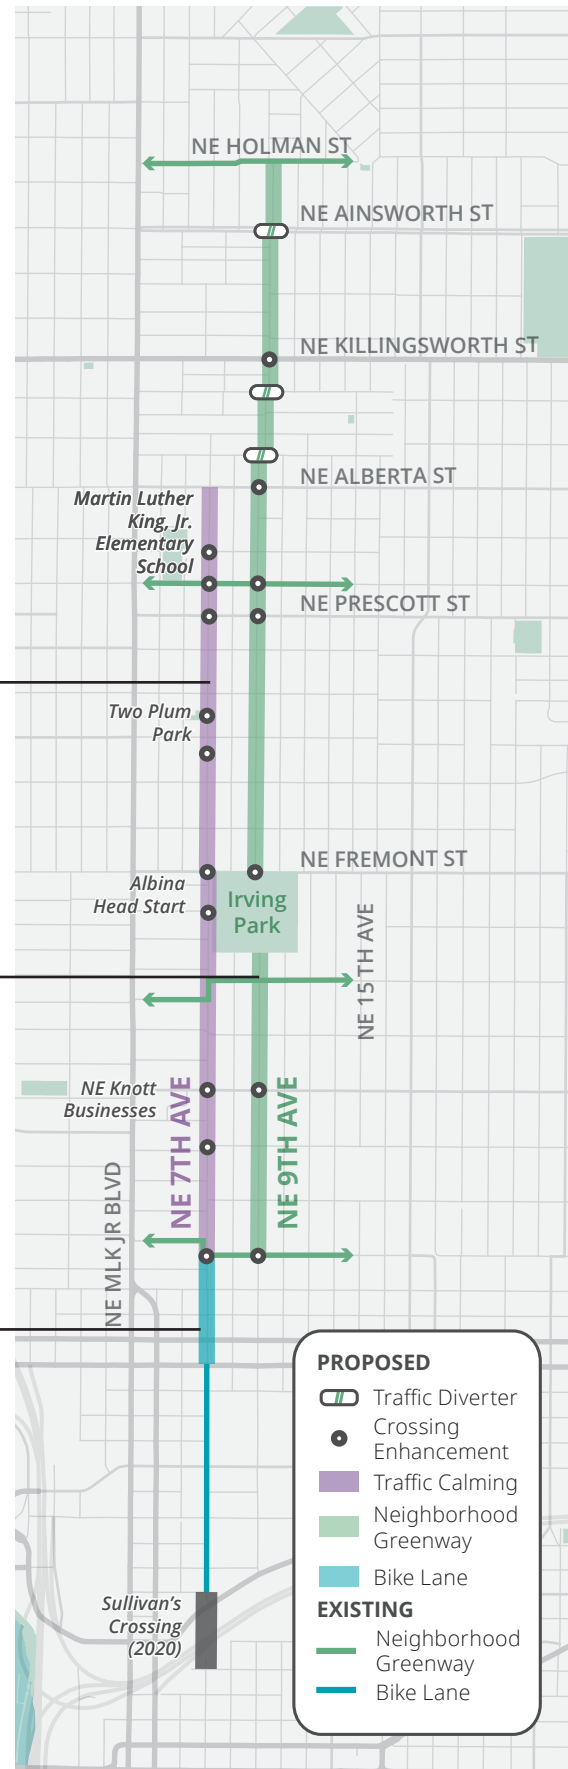 NE HOLMAN ST
NE AINSWORTH ST
NE KILLINGSWORTH ST
NE ALBERTA ST
Martin Luther
King, Jr.
Elementary
School
NE PRESCOTT ST
Two Plum
Park
NE FREMONT ST
Albina
Head Start
Irving
Park
NE 15TH AVE
NE Knott
Businesses
NE 7TH AVE
NE 9TH AVE
NE MLK JR BLVD
Sullivan's
Crossing
(2020)
PROPOSED
Traffic Diverter
Crossing
Enhancement
Traffic Calming
Neighborhood
Greenway
Bike Lane
EXISTING
Neighborhood
Greenway
Bike Lane